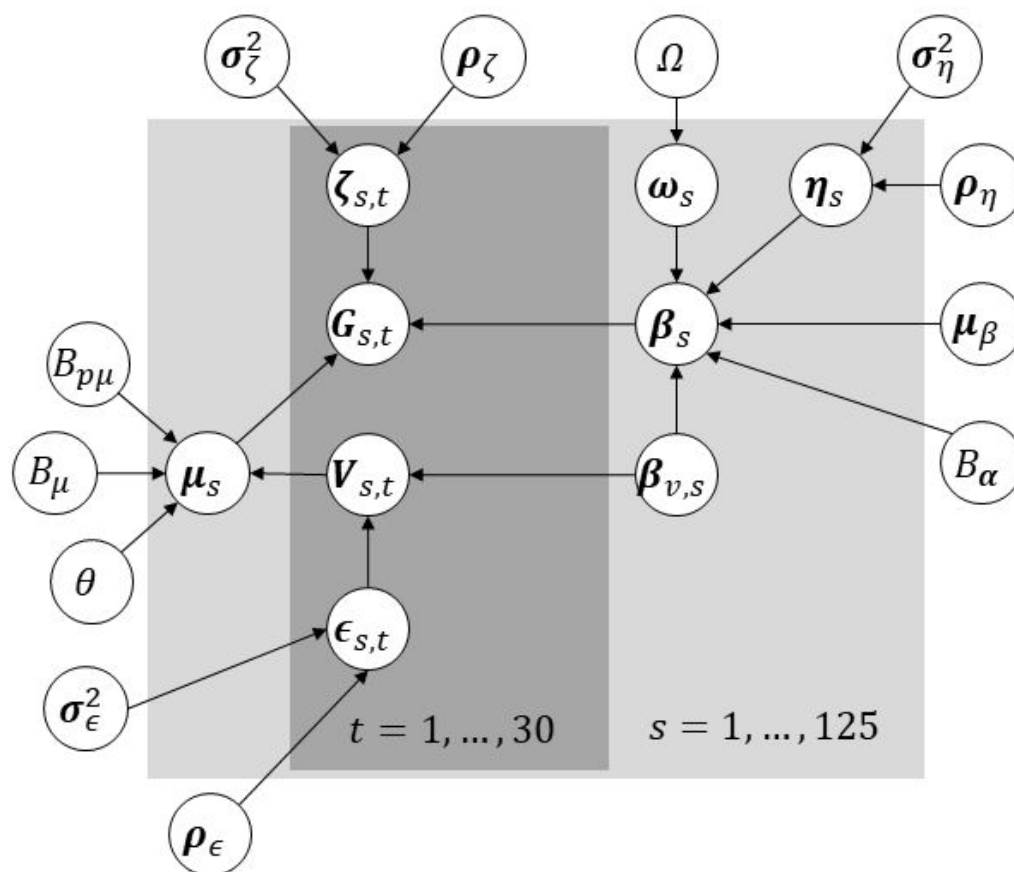 σ²_ζ ρ_ζ Ω σ²_η
ζ_{s,t} ω_s η_s ρ_η
G_{s,t} β_s μ_β
B_{pμ}
B_μ μ_s V_{s,t} β_{v,s} B_α
θ
ϵ_{s,t}
σ²_ϵ t = 1, …, 30 s = 1, …, 125
ρ_ϵ